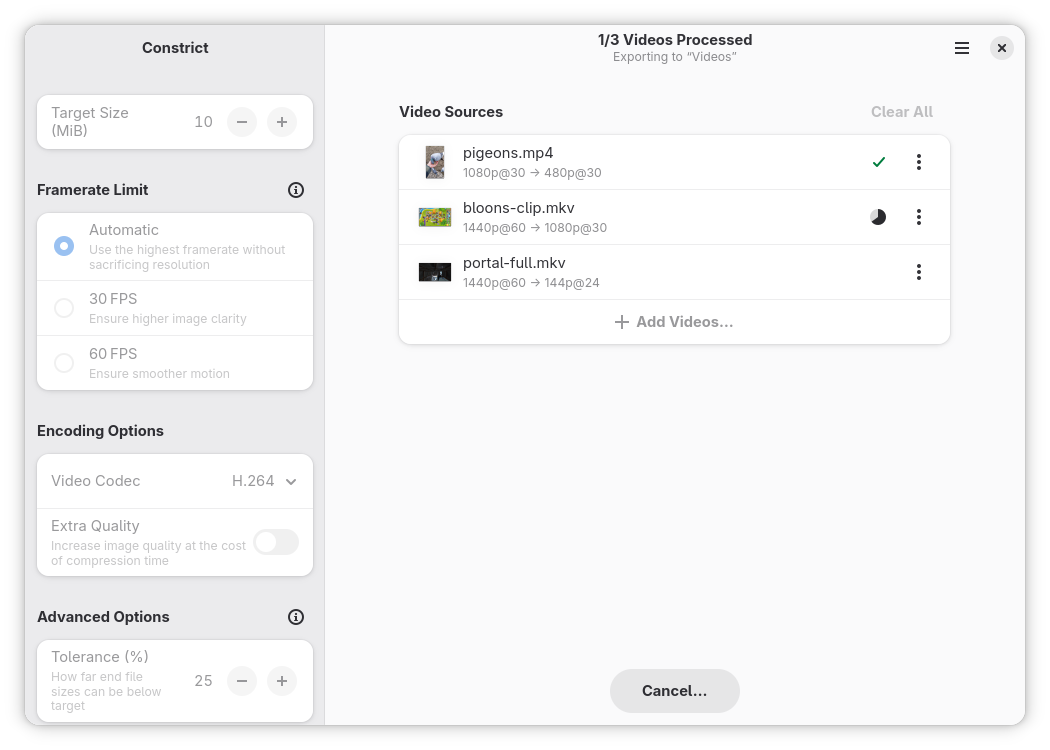 Constrict
Target Size
(MiB)
10
Framerate Limit
Automatic
Use the highest framerate without
sacrificing resolution
30 FPS
Ensure higher image clarity
60 FPS
Ensure smoother motion
Encoding Options
Video Codec
H.264
Extra Quality
Increase image quality at the cost
of compression time
Advanced Options
Tolerance (%)
How far end file
sizes can be below
target
25
1/3 Videos Processed
Exporting to “Videos”
Video Sources
Clear All
pigeons.mp4
1080p@30 → 480p@30
bloons-clip.mkv
1440p@60 → 1080p@30
portal-full.mkv
1440p@60 → 144p@24
Add Videos…
Cancel…